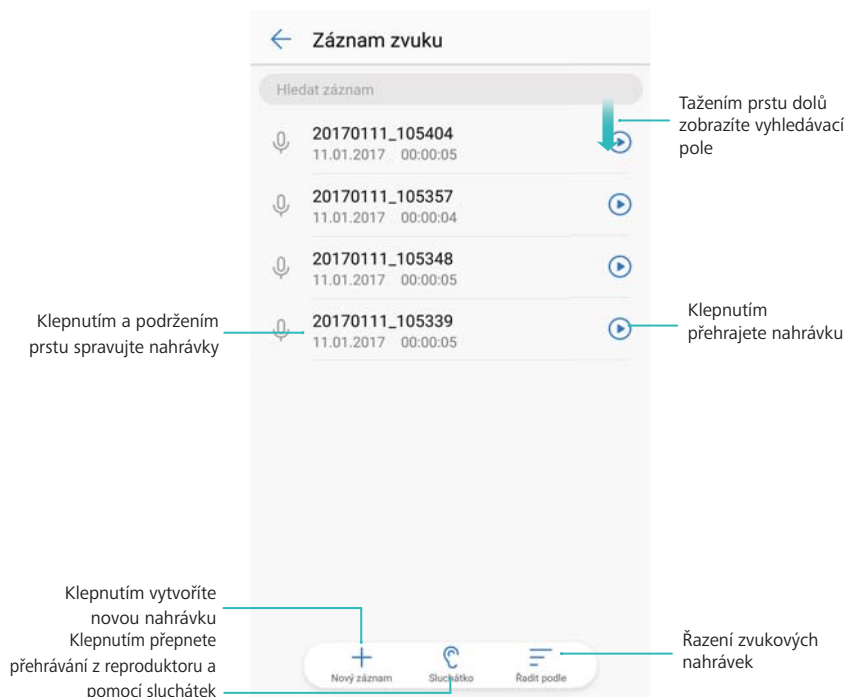 Záznam zvuku
Hledat záznam
Tažením prstu dolů
zobrazíte vyhledávací
pole
20170111_105404
11.01.2017 00:00:05
20170111_105357
11.01.2017 00:00:04
20170111_105348
11.01.2017 00:00:05
Klepnutím a podržením
prstu spravujte nahrávky
20170111_105339
11.01.2017 00:00:05
Klepnutím
přehrajete nahrávku
Klepnutím vytvoříte
novou nahrávku
Klepnutím přepnete
přehrávání z reproduktoru a
pomocí sluchátek
Nový záznam
Sluchátko
Řadit podle
Řazení zvukových
nahrávek